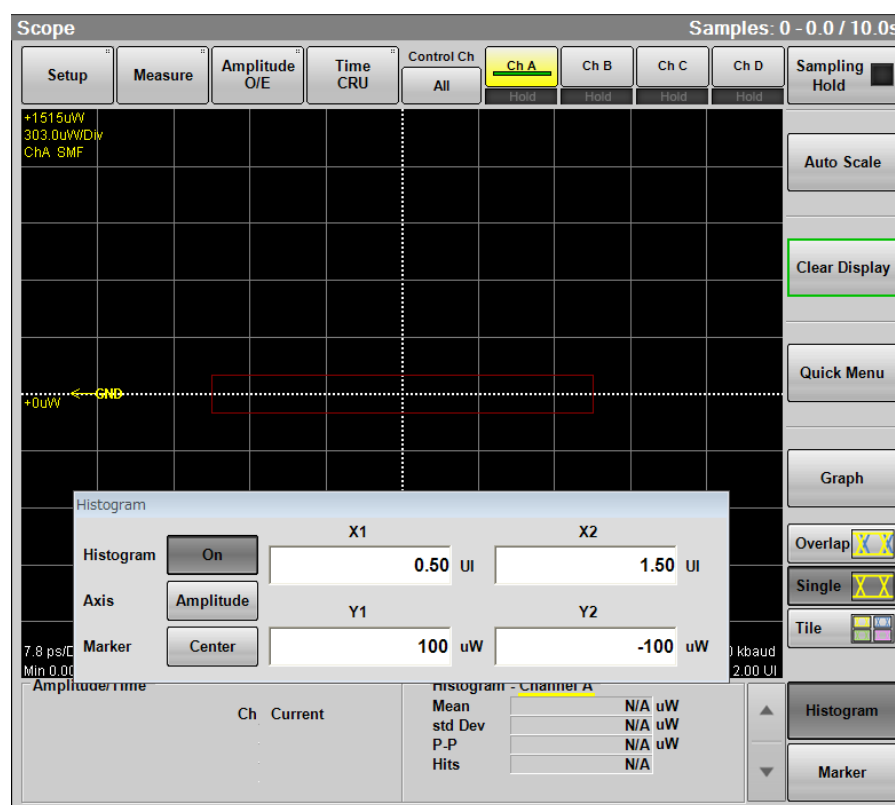 Scope
Samples: 0 - 0.0 / 10.0s
Setup
Measure
Amplitude
O/E
Time
CRU
Control Ch
All
Ch A
Hold
Ch B
Hold
Ch C
Hold
Ch D
Hold
Sampling
Hold
+1515uW
303.0uW/Div
ChA SMF
Auto Scale
Clear Display
Quick Menu
GND
+0uW
Graph
Histogram
X1
X2
Histogram
On
0.50 UI
1.50 UI
Overlap
Axis
Amplitude
Y1
Y2
Single
Marker
Center
100 uW
-100 uW
Tile
7.8 ps/
kbaud
Min 0.00
2.00 UI
Amplitude/Time
Histogram - Channel A
Ch Current
Mean N/A uW
std Dev N/A uW
P-P N/A uW
Hits N/A
Histogram
Marker